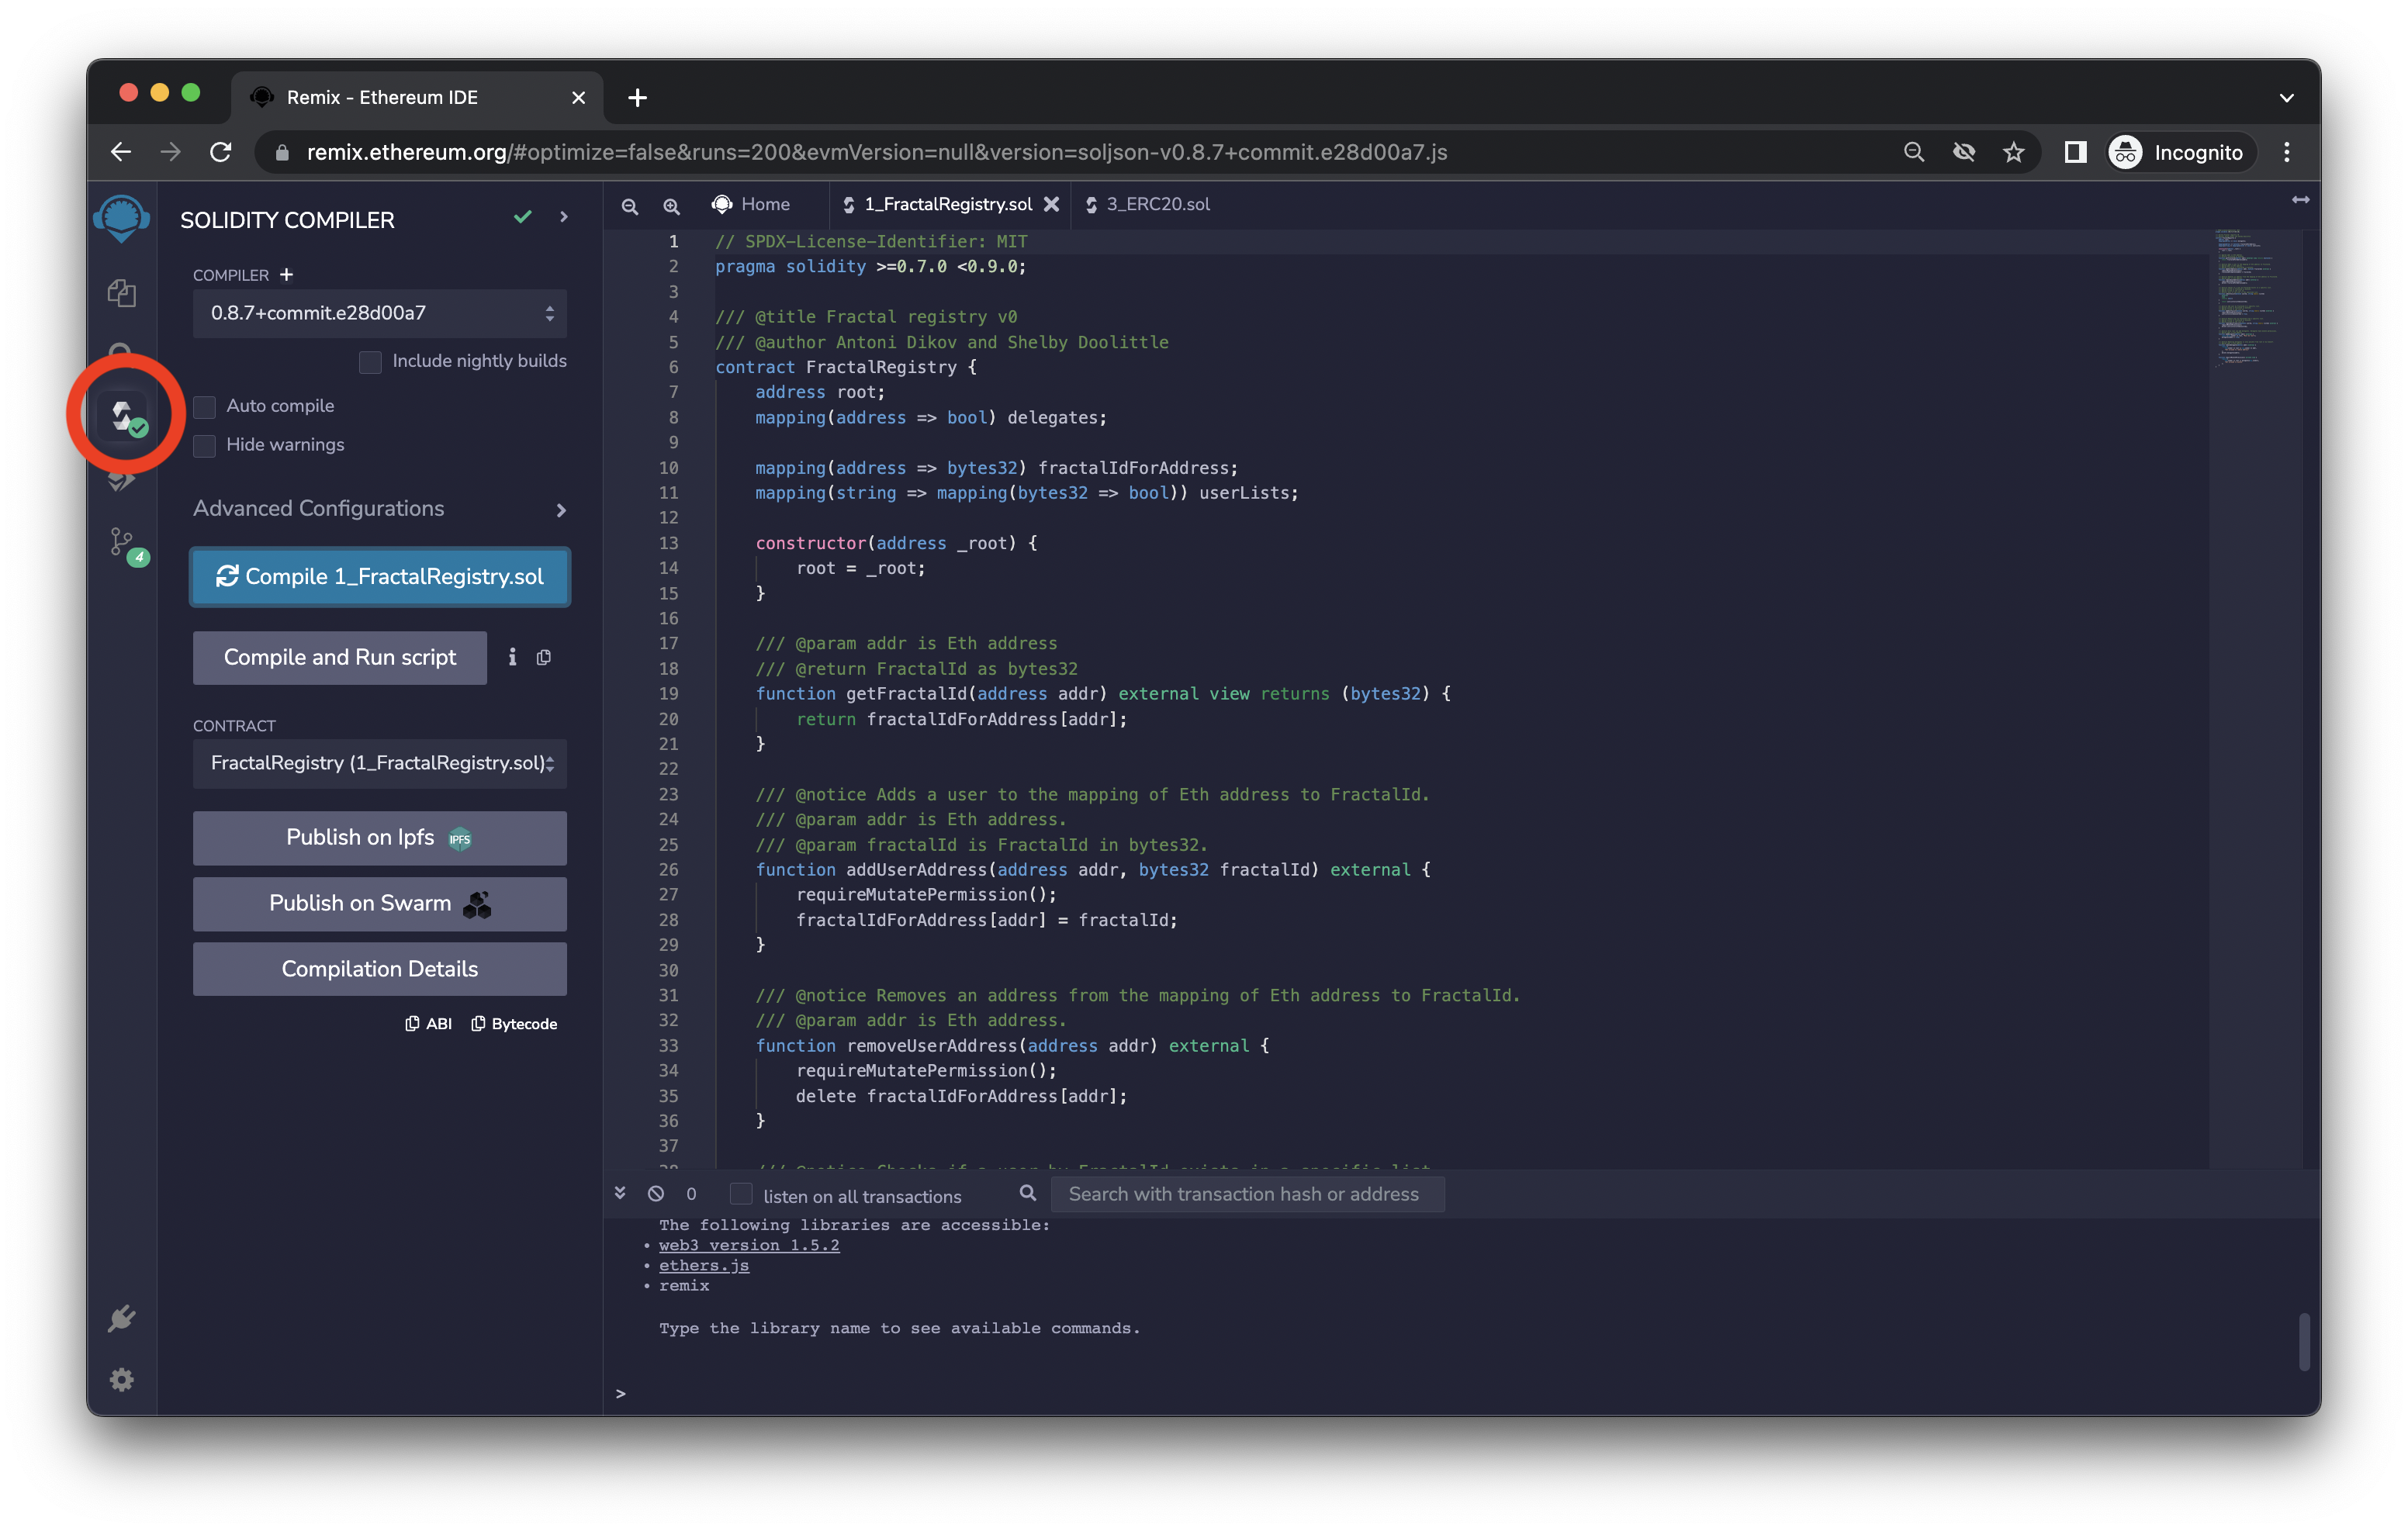 Remix - Ethereum IDE
remix.ethereum.org/#optimize=false&runs=200&evmVersion=null&version=soljson-v0.8.7+commit.e28d00a7.js
Incognito
SOLIDITY COMPILER
COMPILER
0.8.7+commit.e28d00a7
Include nightly builds
Auto compile
Hide warnings
Advanced Configurations
4
Compile 1_FractalRegistry.sol
Compile and Run script
CONTRACT
FractalRegistry (1_FractalRegistry.sol)
Publish on Ipfs IPFS
Publish on Swarm
Compilation Details
ABI Bytecode
Home 1_FractalRegistry.sol 3_ERC20.sol
1 // SPDX-License-Identifier: MIT
2 pragma solidity >=0.7.0 <0.9.0;
3
4 /// @title Fractal registry v0
5 /// @author Antoni Dikov and Shelby Doolittle
6 contract FractalRegistry {
7 address root;
8 mapping(address => bool) delegates;
9
10 mapping(address => bytes32) fractalIdForAddress;
11 mapping(string => mapping(bytes32 => bool)) userLists;
12
13 constructor(address _root) {
14 root = _root;
15 }
16
17 /// @param addr is Eth address
18 /// @return FractalId as bytes32
19 function getFractalId(address addr) external view returns (bytes32) {
20 return fractalIdForAddress[addr];
21 }
22
23 /// @notice Adds a user to the mapping of Eth address to FractalId.
24 /// @param addr is Eth address.
25 /// @param fractalId is FractalId in bytes32.
26 function addUserAddress(address addr, bytes32 fractalId) external {
27 requireMutatePermission();
28 fractalIdForAddress[addr] = fractalId;
29 }
30
31 /// @notice Removes an address from the mapping of Eth address to FractalId.
32 /// @param addr is Eth address.
33 function removeUserAddress(address addr) external {
34 requireMutatePermission();
35 delete fractalIdForAddress[addr];
36 }
37
38 /// @notice Checks if a user by FractalId exists in a specific list
0 listen on all transactions Search with transaction hash or address
The following libraries are accessible:
• web3 version 1.5.2
• ethers.js
• remix
Type the library name to see available commands.
>